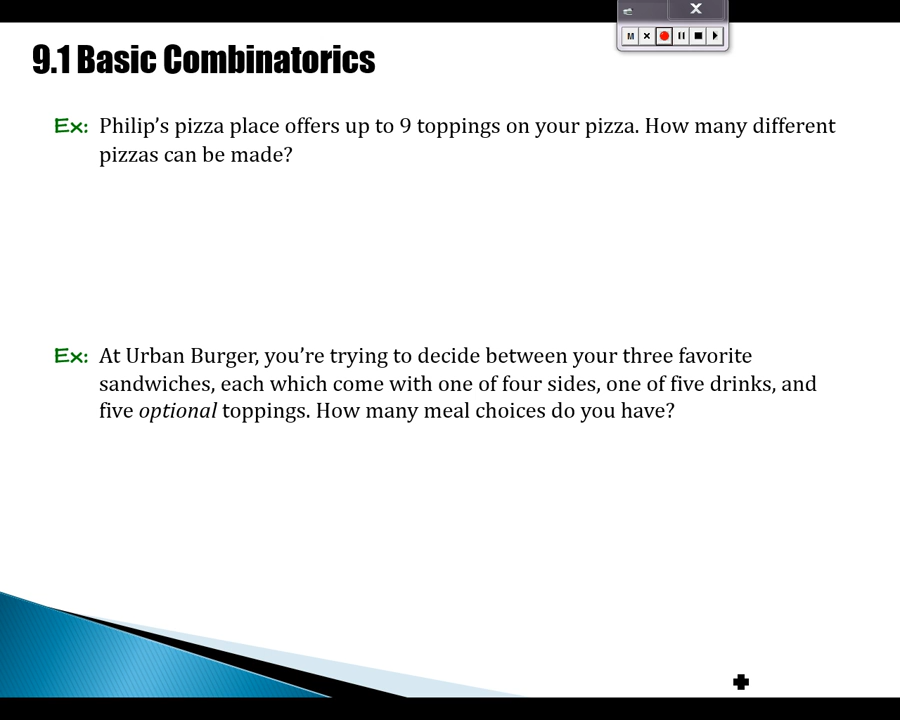 X
M
9.1 Basic Combinatorics
Ex: Philip’s pizza place offers up to 9 toppings on your pizza. How many different
pizzas can be made?
Ex: At Urban Burger, you’re trying to decide between your three favorite
sandwiches, each which come with one of four sides, one of five drinks, and
five optional toppings. How many meal choices do you have?